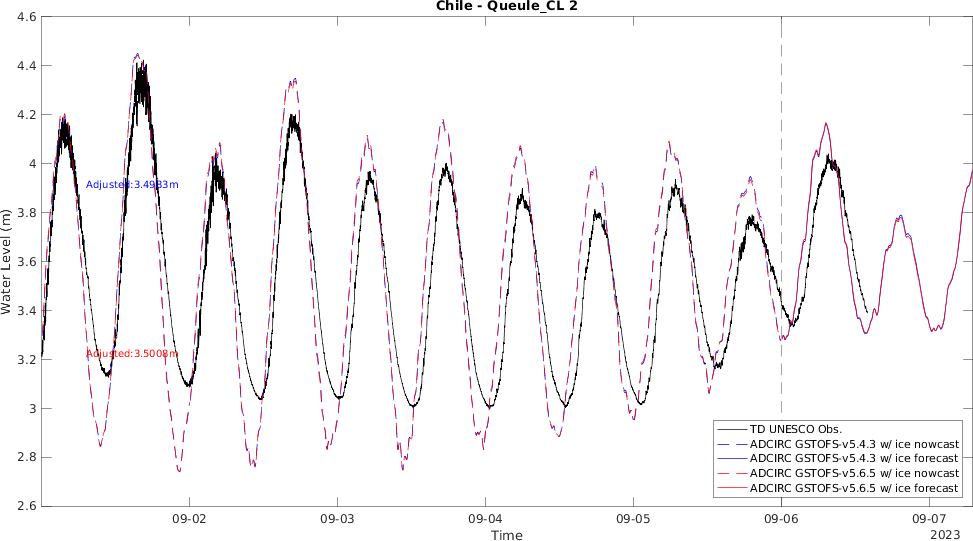 Chile - Queule_CL 2
4.6
4.4
4.2
4
3.8
3.6
3.4
3.2
3
2.8
2.6
Water Level (m)
Adjusted:3.4983m
Adjusted:3.5008m
TD UNESCO Obs.
ADCIRC GSTOFS-v5.4.3 w/ ice nowcast
ADCIRC GSTOFS-v5.4.3 w/ ice forecast
ADCIRC GSTOFS-v5.6.5 w/ ice nowcast
ADCIRC GSTOFS-v5.6.5 w/ ice forecast
09-02 09-03 09-04 09-05 09-06 09-07
Time
2023